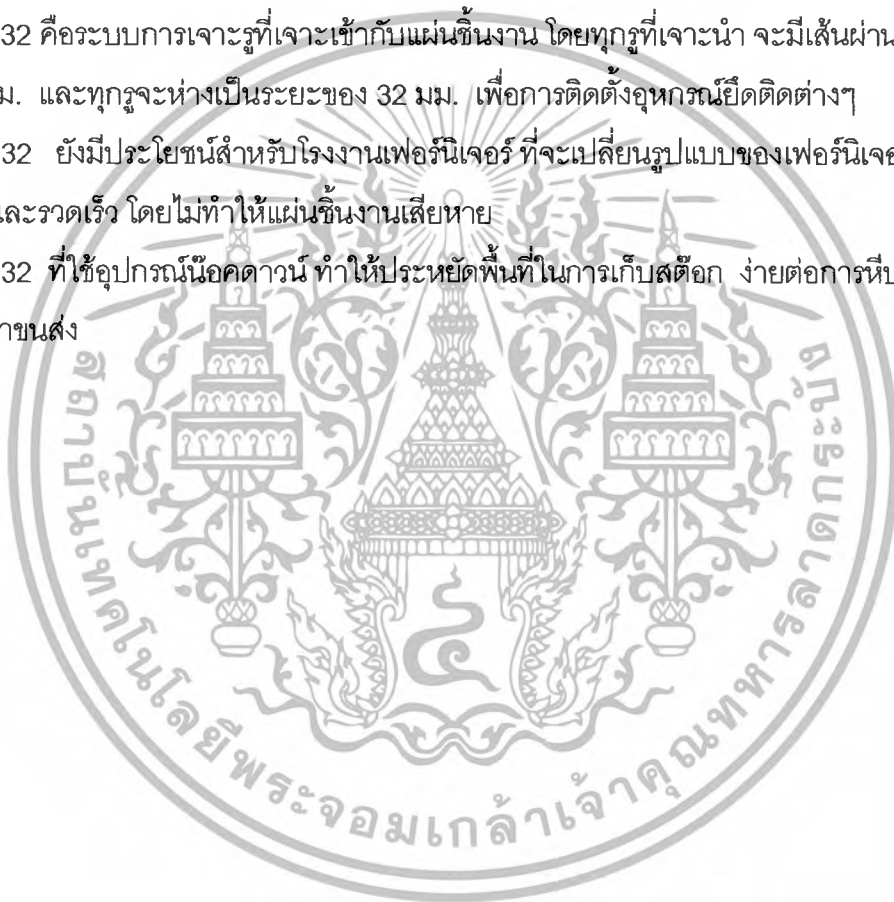 32 คือระบบการเจาะรูที่เจาะเข้ากับแผ่นชิ้นงาน โดยทุกรูที่เจาะนำ จะมีเส้นผ่าน
ม. และทุกรูจะห่างเป็นระยะของ 32 มม. เพื่อการติดตั้งอุหกรณ์ยึดติดต่างๆ
32 ยังมีประโยชน์สำหรับโรงงานเฟอร์นิเจอร์ ที่จะเปลี่ยนรูปแบบของเฟอร์นิเจอ
และรวดเร็ว โดยไม่ทำให้แผ่นชิ้นงานเสียหาย
32 ที่ใช้อุปกรณ์น๊อคดาวน์ ทำให้ประหยัดพื้นที่ในการเก็บสต๊อก ง่ายต่อการหีบ
าขนส่ง
สถาบันเทคโนโลยีพระจอมเกล้าเจ้าคุณทหารลาดกระบัง